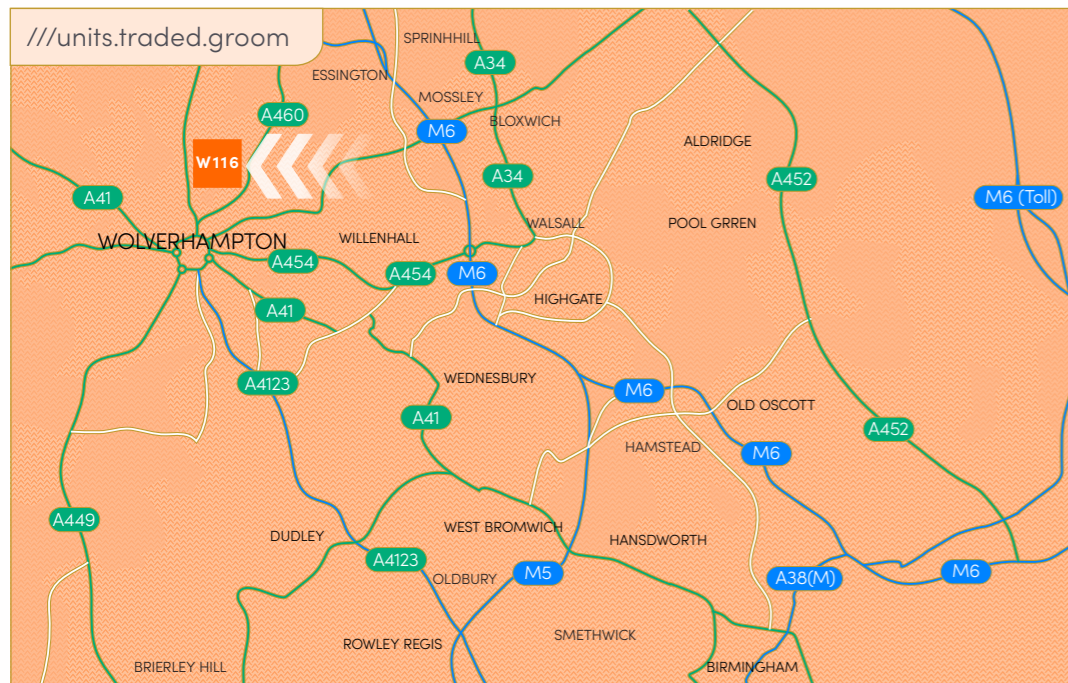 ///units.traded.groom
SPRINHHILL
A34
ESSINGTON
MOSSLEY
A460
BLOXWICH
M6
ALDRIDGE
W116
A34
A452
A41
M6 (Toll)
WALSALL
POOL GRREN
WOLVERHAMPTON
WILLENHALL
A454
A454
M6
HIGHGATE
A41
A4123
WEDNESBURY
M6
OLD OSCOTT
A41
A452
HAMSTEAD
M6
A449
WEST BROMWICH
DUDLEY
HANSDWORTH
A4123
M5
OLDBURY
A38(M)
M6
SMETHWICK
ROWLEY REGIS
BRIERLEY HILL
BIRMINGHAM